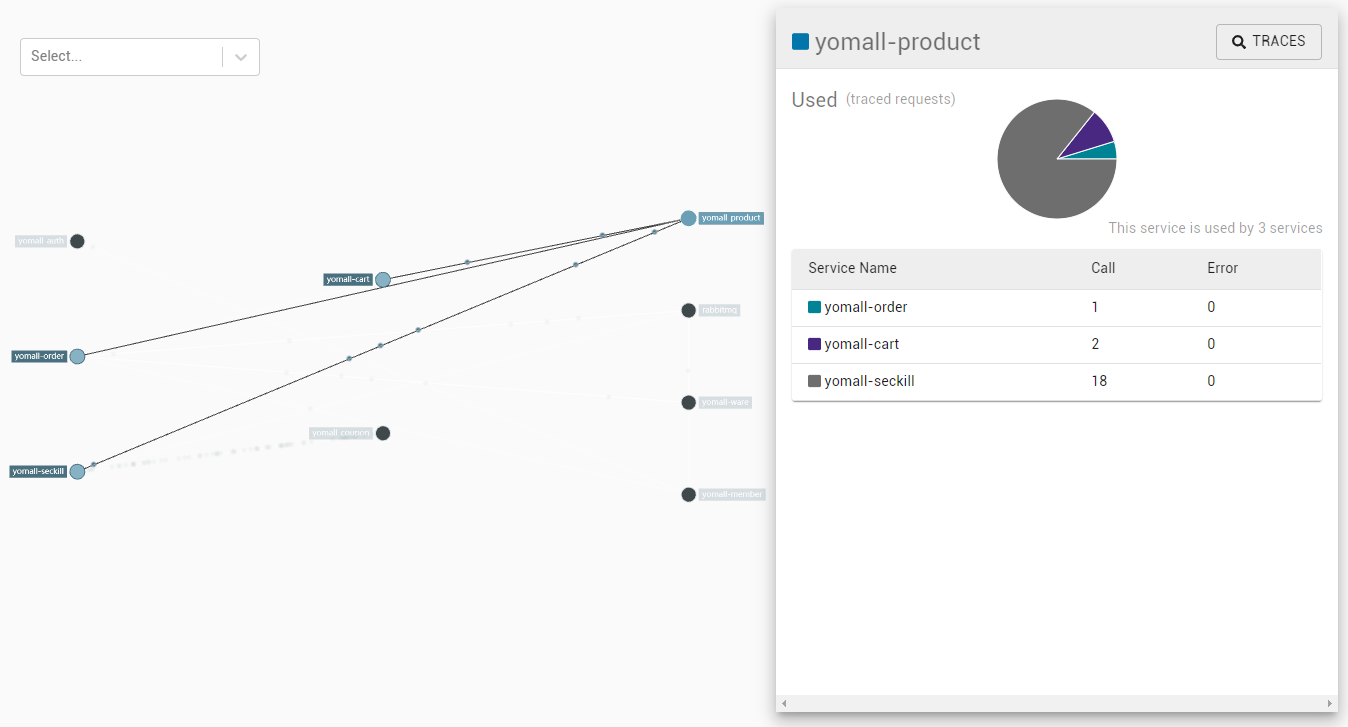 Select...
yomall-auth
yomall-cart
yomall-order
yomall-coupon
yomall-seckill
yomall product
rabbitmq
yomall-ware
yomall-member
yomall-product
TRACES
Used (traced requests)
This service is used by 3 services
Service Name Call Error
yomall-order 1 0
yomall-cart 2 0
yomall-seckill 18 0